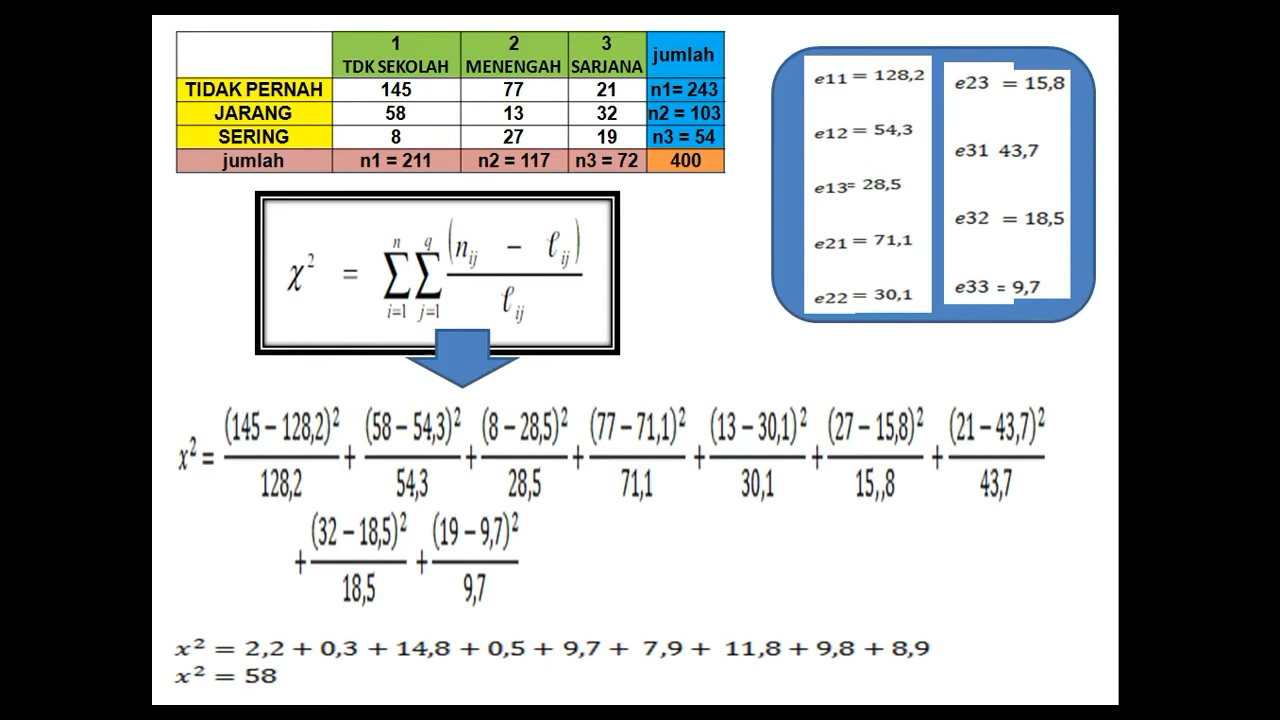 1 2 3 jumlah
TDK SEKOLAH MENENGAH SARJANA
TIDAK PERNAH 145 77 21 n1= 243
JARANG 58 13 32 n2 = 103
SERING 8 27 19 n3 = 54
jumlah n1 = 211 n2 = 117 n3 = 72 400
e11 = 128,2
e12 = 54,3
e13= 28,5
e21 = 71,1
e22 = 30,1
e23 = 15,8
e31 43,7
e32 = 18,5
e33 = 9,7
χ² = ∑ⁿᵢ₌₁ ∑^qⱼ₌₁ (n_ij − ℓ_ij) / ℓ_ij
x² = (145 − 128,2)² / 128,2 + (58 − 54,3)² / 54,3 + (8 − 28,5)² / 28,5 + (77 − 71,1)² / 71,1 + (13 − 30,1)² / 30,1 + (27 − 15,8)² / 15,,8 + (21 − 43,7)² / 43,7
+ (32 − 18,5)² / 18,5 + (19 − 9,7)² / 9,7
x² = 2,2 + 0,3 + 14,8 + 0,5 + 9,7 + 7,9 + 11,8 + 9,8 + 8,9
x² = 58